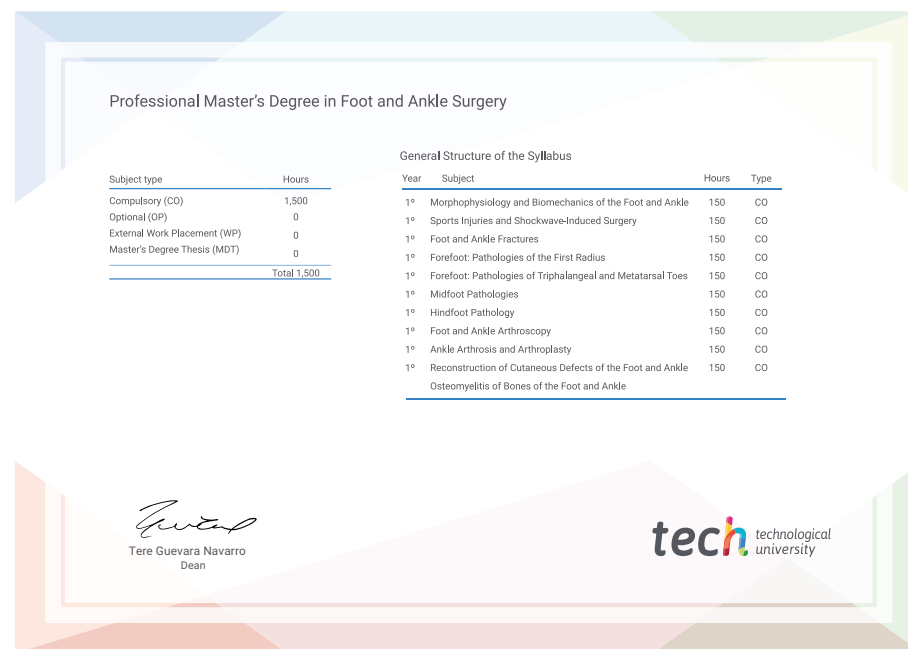 Professional Master's Degree in Foot and Ankle Surgery
General Structure of the Syllabus
Subject type Hours
Compulsory (CO) 1,500
Optional (OP) 0
External Work Placement (WP) 0
Master's Degree Thesis (MDT) 0
Total 1,500
Year Subject Hours Type
1º Morphophysiology and Biomechanics of the Foot and Ankle 150 CO
1º Sports Injuries and Shockwave-Induced Surgery 150 CO
1º Foot and Ankle Fractures 150 CO
1º Forefoot: Pathologies of the First Radius 150 CO
1º Forefoot: Pathologies of Triphalangeal and Metatarsal Toes 150 CO
1º Midfoot Pathologies 150 CO
1º Hindfoot Pathology 150 CO
1º Foot and Ankle Arthroscopy 150 CO
1º Ankle Arthrosis and Arthroplasty 150 CO
1º Reconstruction of Cutaneous Defects of the Foot and Ankle 150 CO
Osteomyelitis of Bones of the Foot and Ankle
Tere Guevara Navarro
Dean
tech technological
university